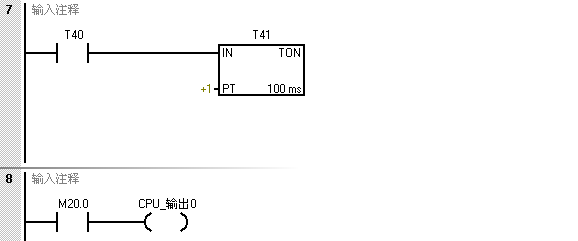 7 输入注释
T40 T41
IN TON
+1 PT 100 ms
8 输入注释
M20.0 CPU_输出0